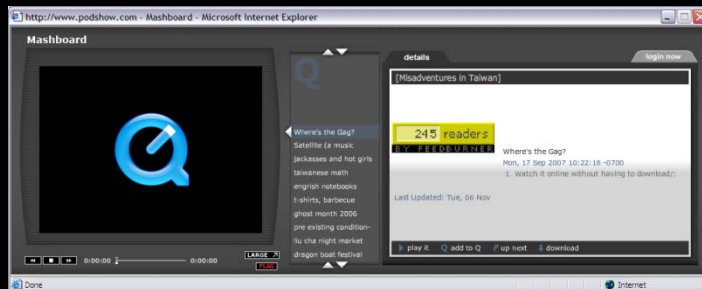 http://www.podshow.com - Mashboard - Microsoft Internet Explorer
Mashboard
Q
Where's the Gag?
Satellite (a music
jackasses and hot girls
taiwanese math
engrish notebooks
t-shirts, barbecue
ghost month 2006
pre existing condition-
liu cha night market
dragon boat festival
0:00:00
0:00:00
LARGE
PLAY
details
login now
[Misadventures in Taiwan]
245 readers
BY FEEDBURNER
Where's the Gag?
Mon, 17 Sep 2007 10:22:18 -0700
1. Watch it online without having to download/:
Last Updated: Tue, 06 Nov
play it
Q add to Q
up next
download
Done
Internet